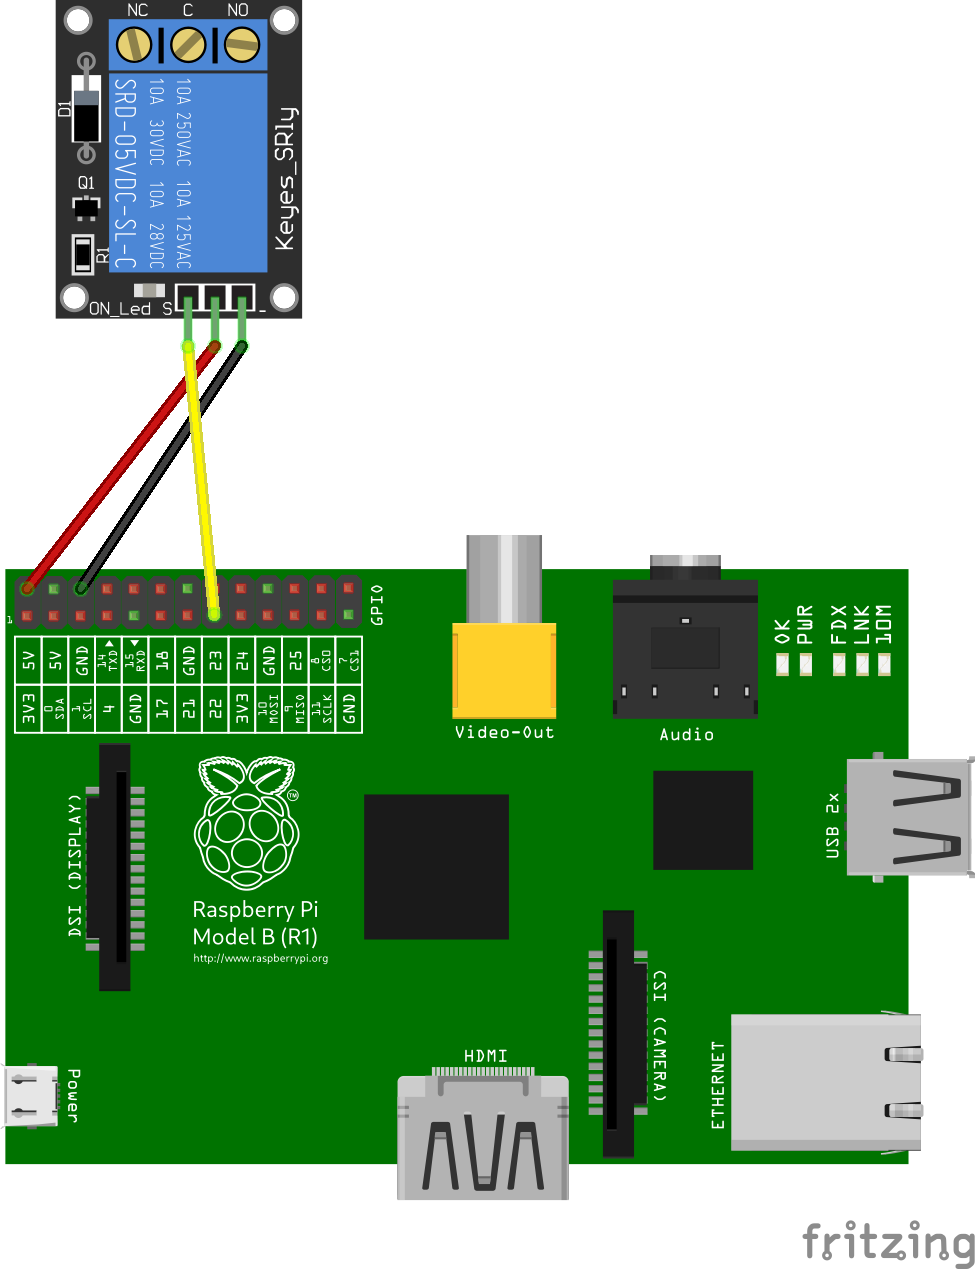 NC C NO
D1
SRD-05VDC-SL-C
10A 30VDC 10A 28VDC
10A 250VAC 10A 125VAC
Keyes_SRly
Q1
R1
ON_Led S -
1
GPIO
5V 5V GND 14 TXD 15 RXD 18 GND 23 24 GND 25 8 CS0 7 CS1
3V3 0 SDA 1 SCL 4 GND 17 21 22 3V3 10 MOSI 9 MISO 11 SCLK GND
OK PWR FDX LNK 10M
Video-Out
Audio
DSI (DISPLAY)
TM
USB 2x
Raspberry Pi
Model B (R1)
http://www.raspberrypi.org
CSI (CAMERA)
HDMI
ETHERNET
Power
fritzing